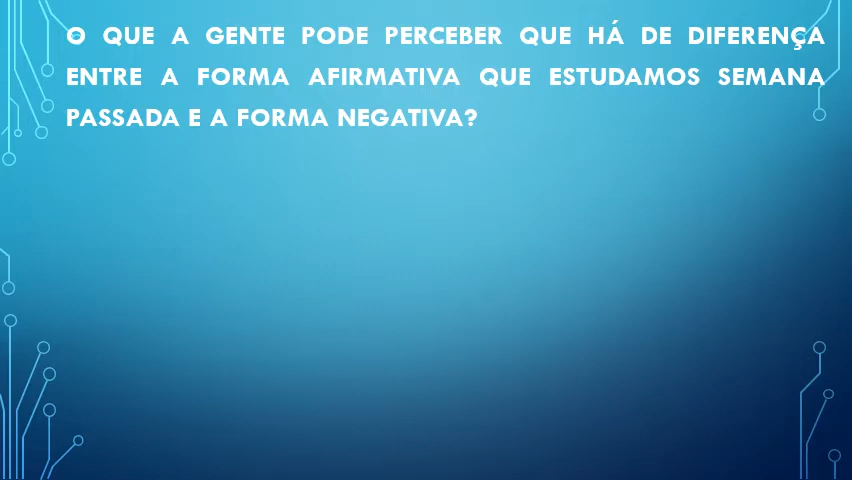 O QUE A GENTE PODE PERCEBER QUE HÁ DE DIFERENÇA
ENTRE A FORMA AFIRMATIVA QUE ESTUDAMOS SEMANA
PASSADA E A FORMA NEGATIVA?